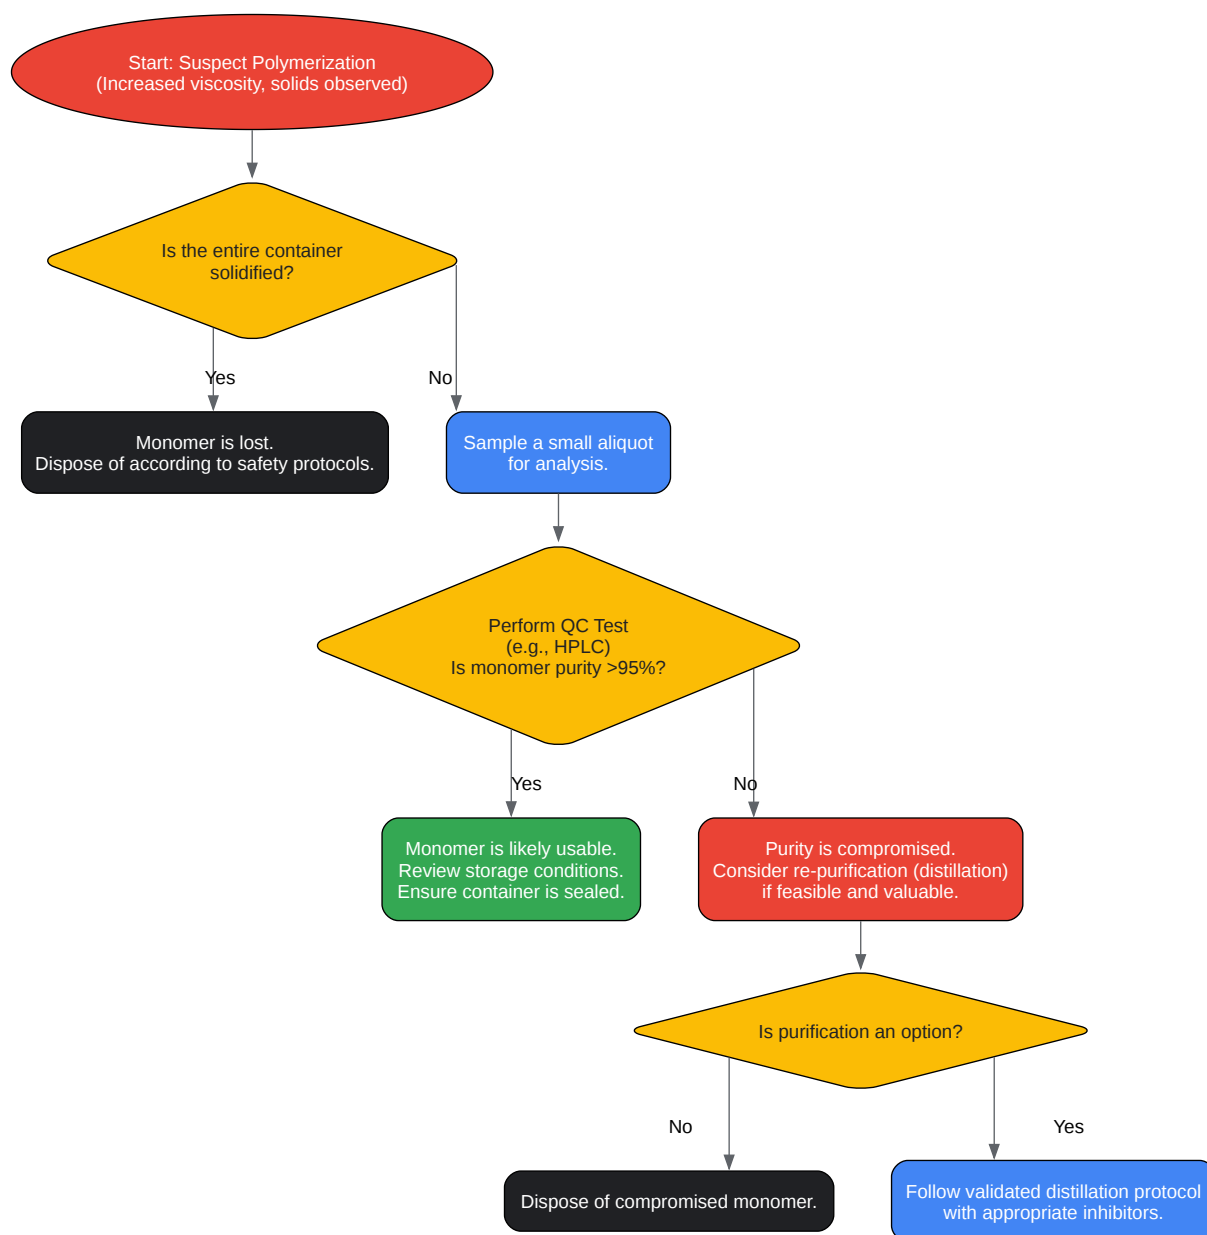 Start: Suspect Polymerization
(Increased viscosity, solids observed)
Is the entire container
solidified?
Yes
No
Monomer is lost.
Dispose of according to safety protocols.
Sample a small aliquot
for analysis.
Perform QC Test
(e.g., HPLC)
Is monomer purity >95%?
Yes
No
Monomer is likely usable.
Review storage conditions.
Ensure container is sealed.
Purity is compromised.
Consider re-purification (distillation)
if feasible and valuable.
Is purification an option?
No
Yes
Dispose of compromised monomer.
Follow validated distillation protocol
with appropriate inhibitors.